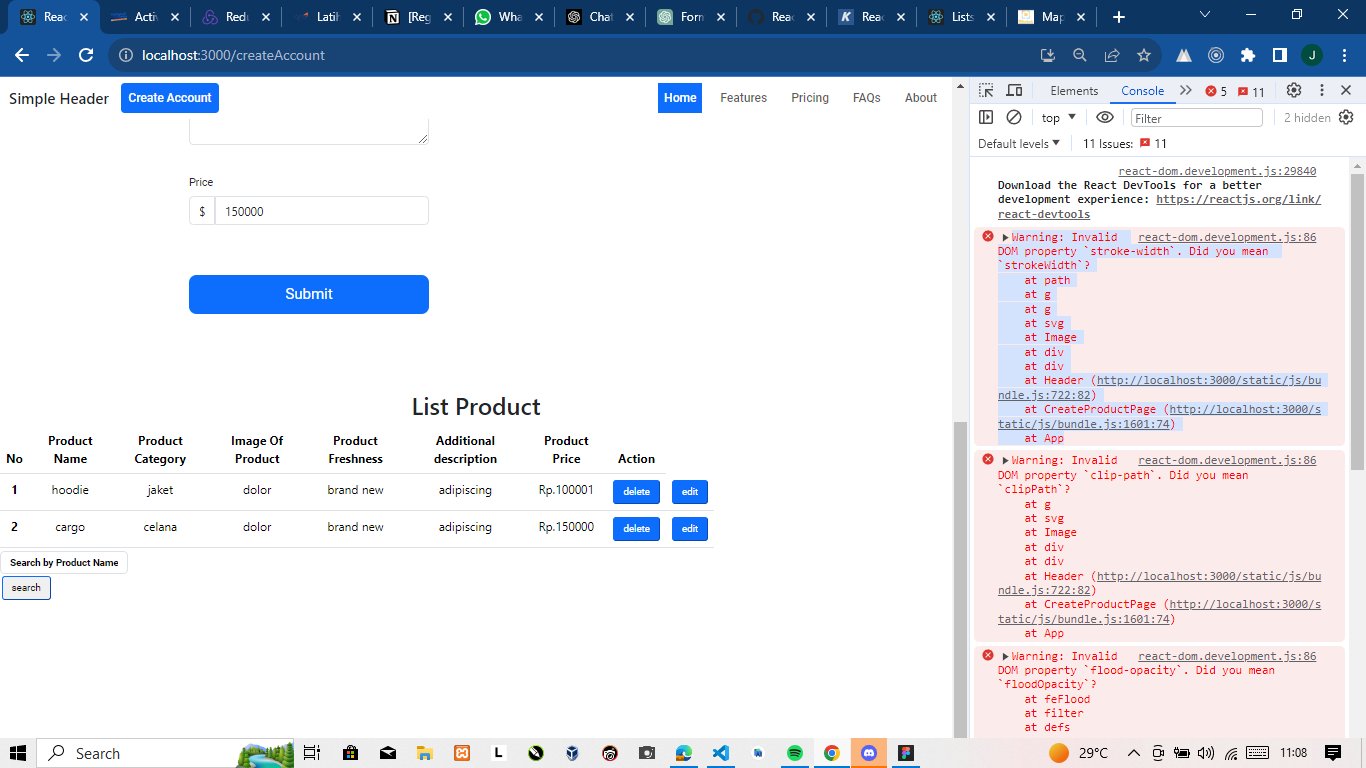 Reac
Activ
Redu
Latih
[Reg
Wha
Chat
Form
Reac
Reac
Lists
Map
localhost:3000/createAccount
J
Simple Header
Create Account
Home
Features
Pricing
FAQs
About
Price
$
150000
Submit
List Product
No
Product Name
Product Category
Image Of Product
Product Freshness
Additional description
Product Price
Action
1 hoodie jaket dolor brand new adipiscing Rp.100001 delete edit
2 cargo celana dolor brand new adipiscing Rp.150000 delete edit
Search by Product Name
search
Elements
Console
5
11
top
Filter
2 hidden
Default levels
11 Issues:
11
react-dom.development.js:29840
Download the React DevTools for a better
development experience: https://reactjs.org/link/
react-devtools
Warning: Invalid react-dom.development.js:86
DOM property `stroke-width`. Did you mean
`strokeWidth`?
at path
at g
at g
at svg
at Image
at div
at div
at Header (http://localhost:3000/static/js/bu
ndle.js:722:82)
at CreateProductPage (http://localhost:3000/s
tatic/js/bundle.js:1601:74)
at App
Warning: Invalid react-dom.development.js:86
DOM property `clip-path`. Did you mean
`clipPath`?
at g
at svg
at Image
at div
at div
at Header (http://localhost:3000/static/js/bu
ndle.js:722:82)
at CreateProductPage (http://localhost:3000/s
tatic/js/bundle.js:1601:74)
at App
Warning: Invalid react-dom.development.js:86
DOM property `flood-opacity`. Did you mean
`floodOpacity`?
at feFlood
at filter
at defs
Search
L
29°C
11:08